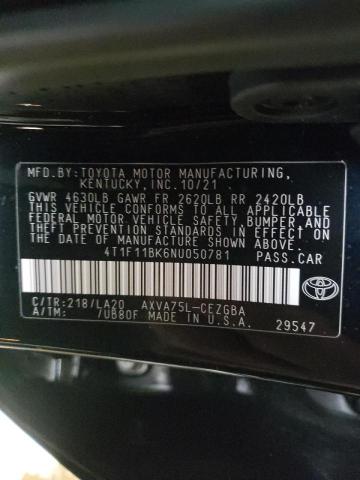 MFD.BY:TOYOTA MOTOR MANUFACTURING,
KENTUCKY,INC.10/21
GVWR 4630LB GAWR FR 2620LB RR 2420LB
THIS VEHICLE CONFORMS TO ALL APPLICABLE
FEDERAL MOTOR VEHICLE SAFETY, BUMPER,AND
THEFT PREVENTION STANDARDS IN EFFECT ON
THE DATE OF MANUFACTURE SHOWN ABOVE.
4T1F11BK6NU050781 PASS.CAR
C/TR:218/LA20 AXVA75L-CEZGBA
A/TM: /UB80F MADE IN U.S.A. 29547
TOYOTA